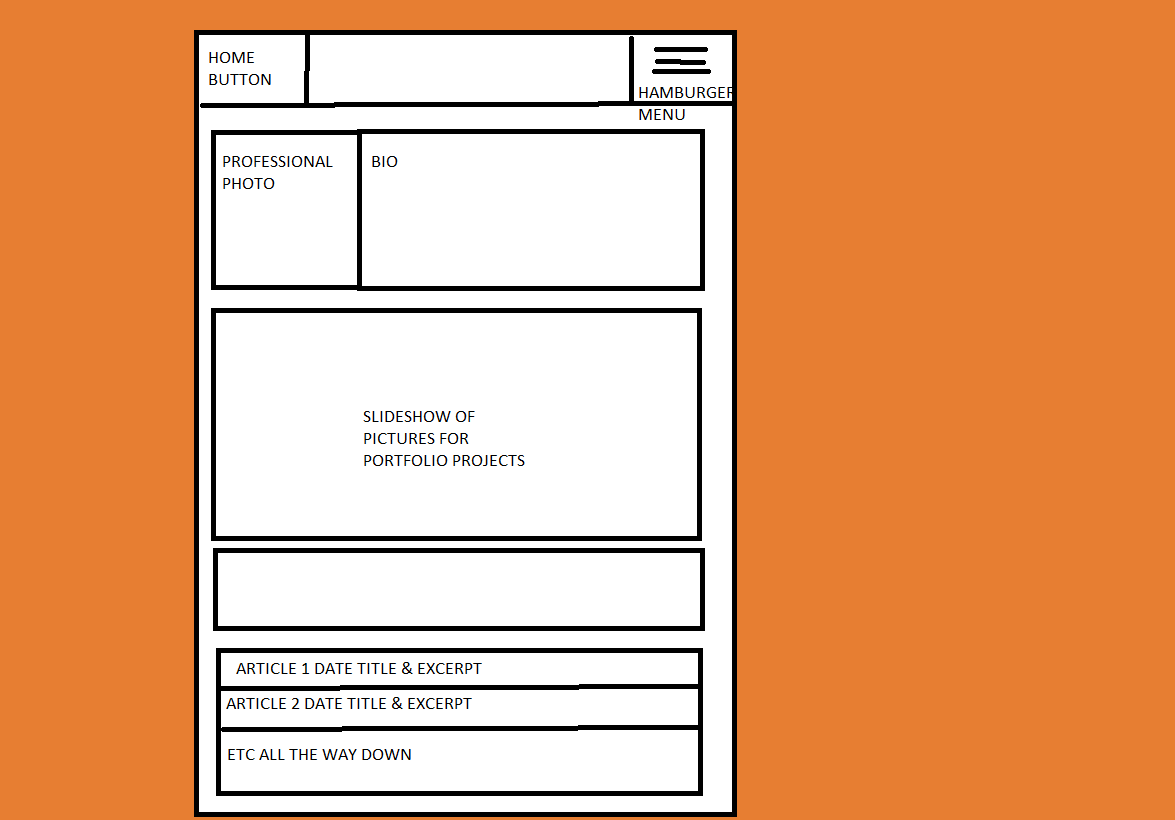 HOME
BUTTON
HAMBURGER
MENU
PROFESSIONAL
PHOTO
BIO
SLIDESHOW OF
PICTURES FOR
PORTFOLIO PROJECTS
ARTICLE 1 DATE TITLE & EXCERPT
ARTICLE 2 DATE TITLE & EXCERPT
ETC ALL THE WAY DOWN